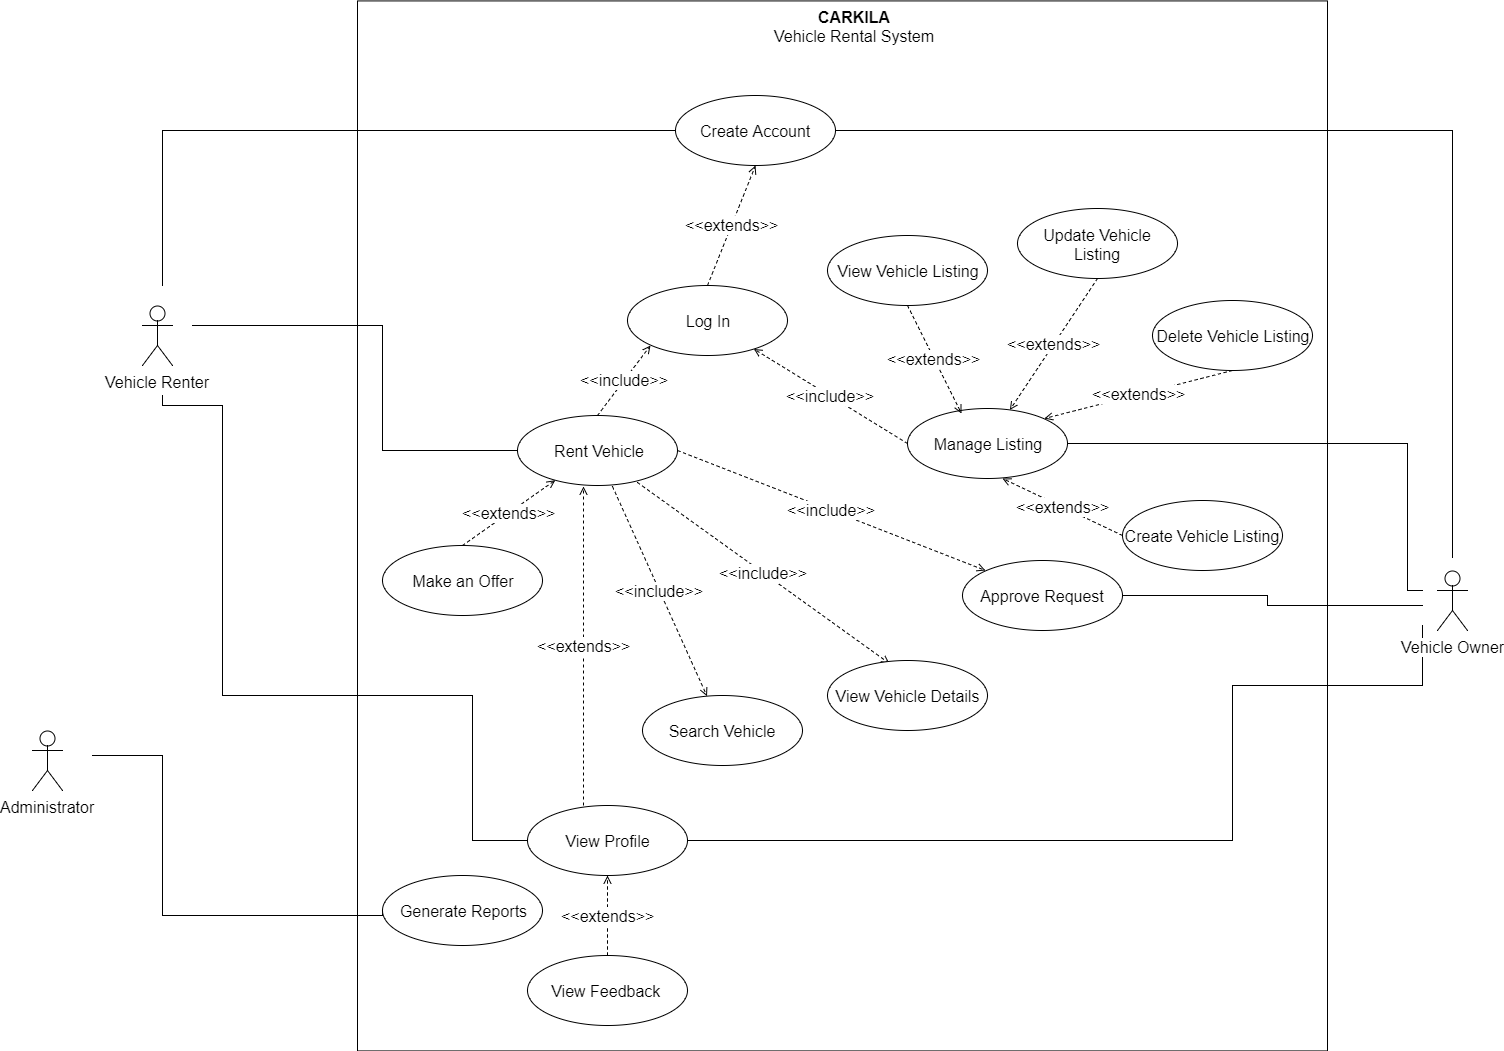 CARKILA
Vehicle Rental System
Create Account
<<extends>>
Update Vehicle
Listing
View Vehicle Listing
Log In
Delete Vehicle Listing
<<extends>>
<<extends>>
Vehicle Renter
<<include>>
<<include>>
<<extends>>
Rent Vehicle
Manage Listing
<<extends>>
<<include>>
<<extends>>
Create Vehicle Listing
Make an Offer
<<include>>
<<include>>
Approve Request
<<extends>>
Vehicle Owner
View Vehicle Details
Search Vehicle
Administrator
View Profile
Generate Reports
<<extends>>
View Feedback